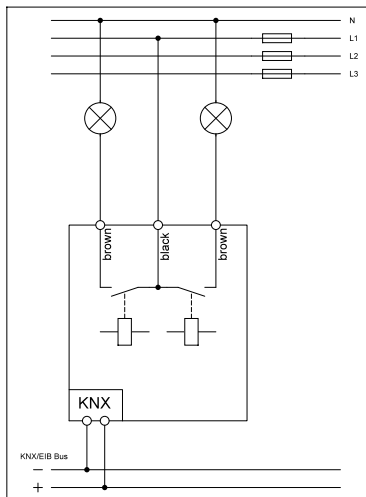 N
L1
L2
L3
brown
black
brown
KNX
KNX/EIB Bus
−
+